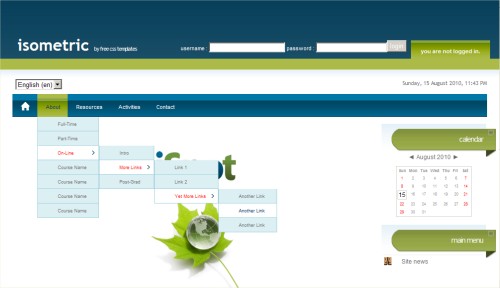 isometric by free css templates
username: password: login
you are not logged in.
English (en)
Sunday, 15 August 2010, 11:43 PM
About Resources Activities Contact
Full-Time
Part-Time
On-Line > Intro
Course Name More Links > Link 1
Course Name Post-Grad Link 2
Course Name Yet More Links > Another Link
Course Name Another Link
Another Link
calendar
◄ August 2010 ►
Sun Mon Tue Wed Thu Fri Sat
1 2 3 4 5 6 7
8 9 10 11 12 13 14
15 16 17 18 19 20 21
22 23 24 25 26 27 28
29 30 31
main menu
Site news